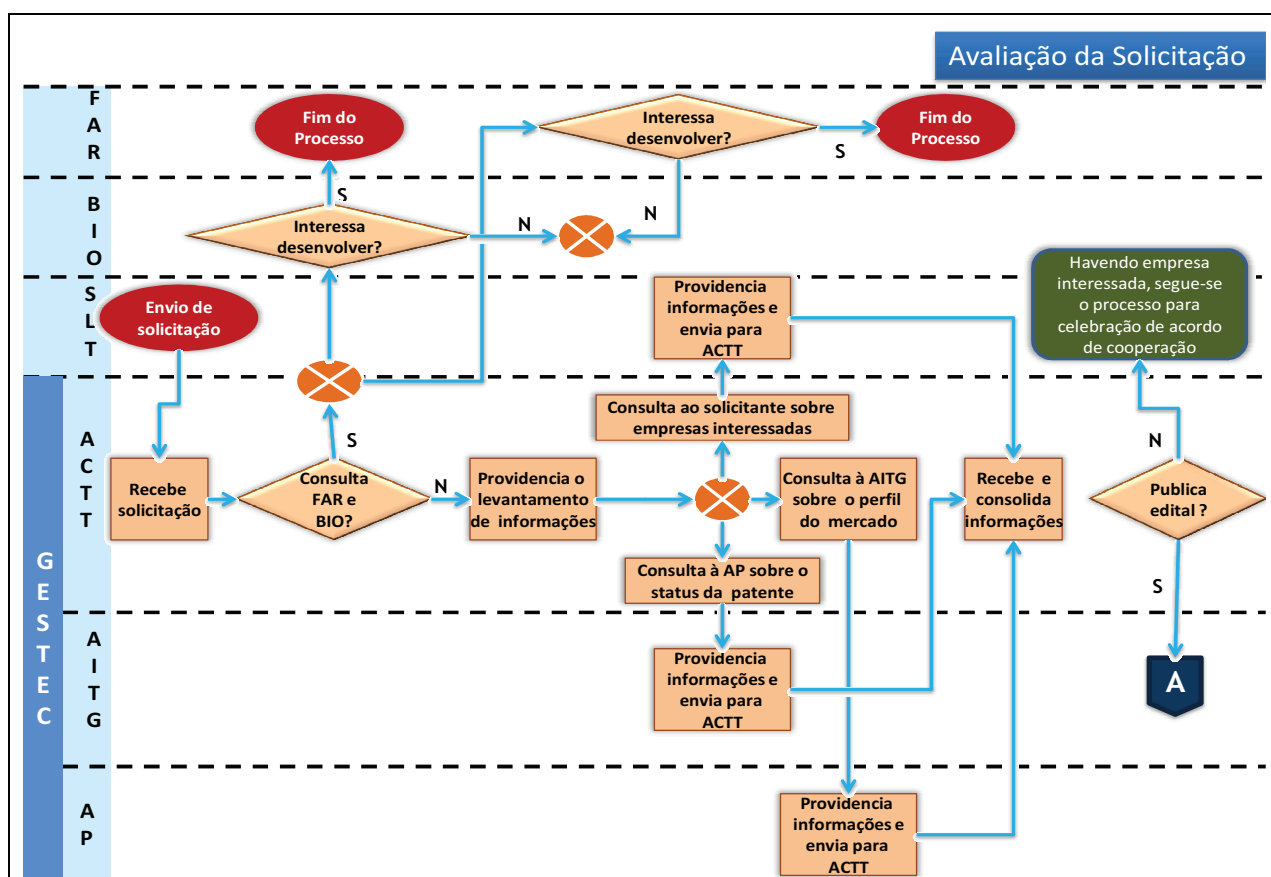 Avaliação da Solicitação
F
A
R
Fim do
Processo
Interessa
desenvolver?
S
Fim do
Processo
B
I
O
S
Interessa
desenvolver?
N
N
S
L
T
Envio de
solicitação
Providencia
informações e
envia para
ACTT
Havendo empresa
interessada, segue-se
o processo para
celebração de acordo
de cooperação
G
E
S
T
E
C
A
C
T
T
Recebe
solicitação
S
Consulta
FAR e
BIO?
N
Providencia o
levantamento
de informações
Consulta ao solicitante sobre
empresas interessadas
Consulta à AITG
sobre o perfil
do mercado
Consulta à AP sobre o
status da patente
Recebe e
consolida
informações
N
Publica
edital ?
S
A
I
T
G
Providencia
informações e
envia para
ACTT
A
A
P
Providencia
informações e
envia para
ACTT